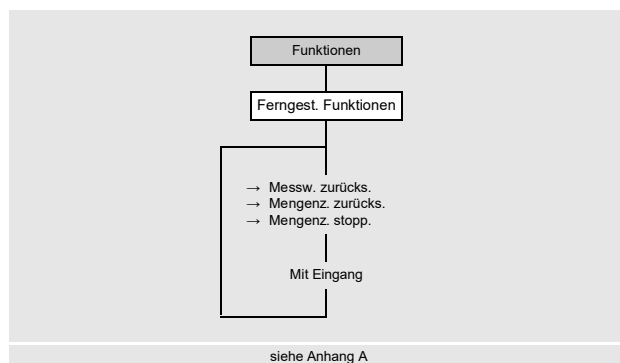 Funktionen
Ferngest. Funktionen
→ Messw. zurücks.
→ Mengenz. zurücks.
→ Mengenz. stopp.
Mit Eingang
siehe Anhang A